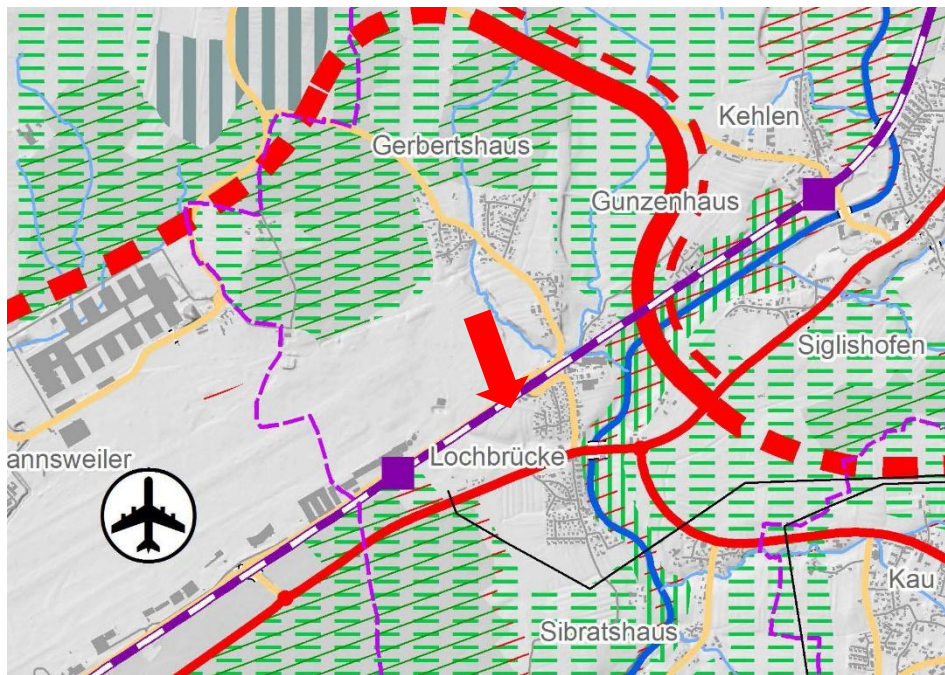 Kehlen
Gerbertshaus
Gunzenhaus
Siglishofen
Lochbrücke
annsweiler
Kau
Sibratshaus